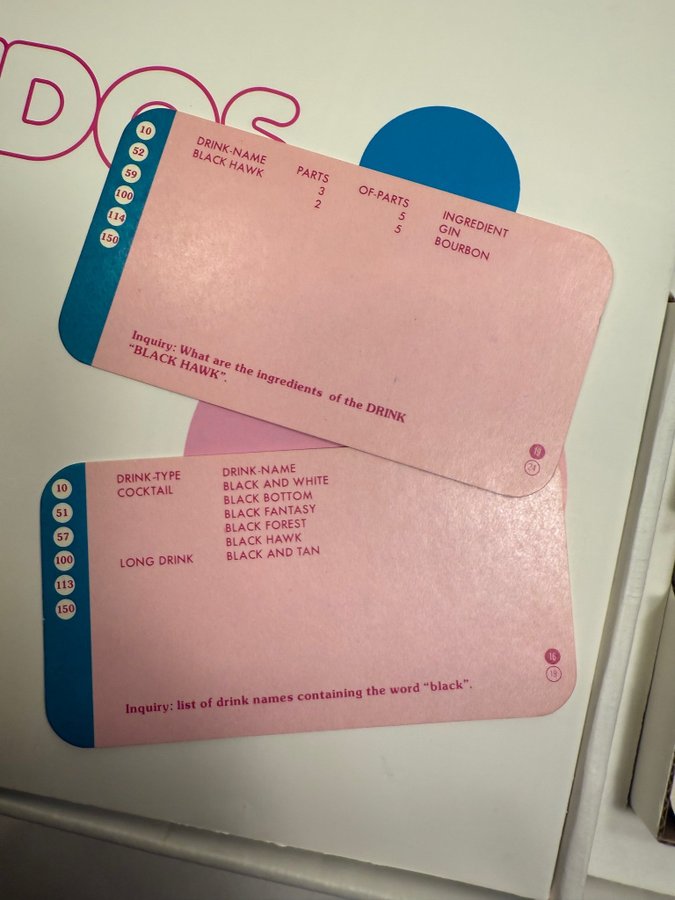 DOS
10
52
59
100
114
150
DRINK-NAME PARTS OF-PARTS INGREDIENT
BLACK HAWK 3 5 GIN
2 5 BOURBON
Inquiry: What are the ingredients of the DRINK
“BLACK HAWK”.
19
24
10
51
57
100
113
150
DRINK-TYPE DRINK-NAME
COCKTAIL BLACK AND WHITE
BLACK BOTTOM
BLACK FANTASY
BLACK FOREST
BLACK HAWK
LONG DRINK BLACK AND TAN
Inquiry: list of drink names containing the word “black”.
16
19